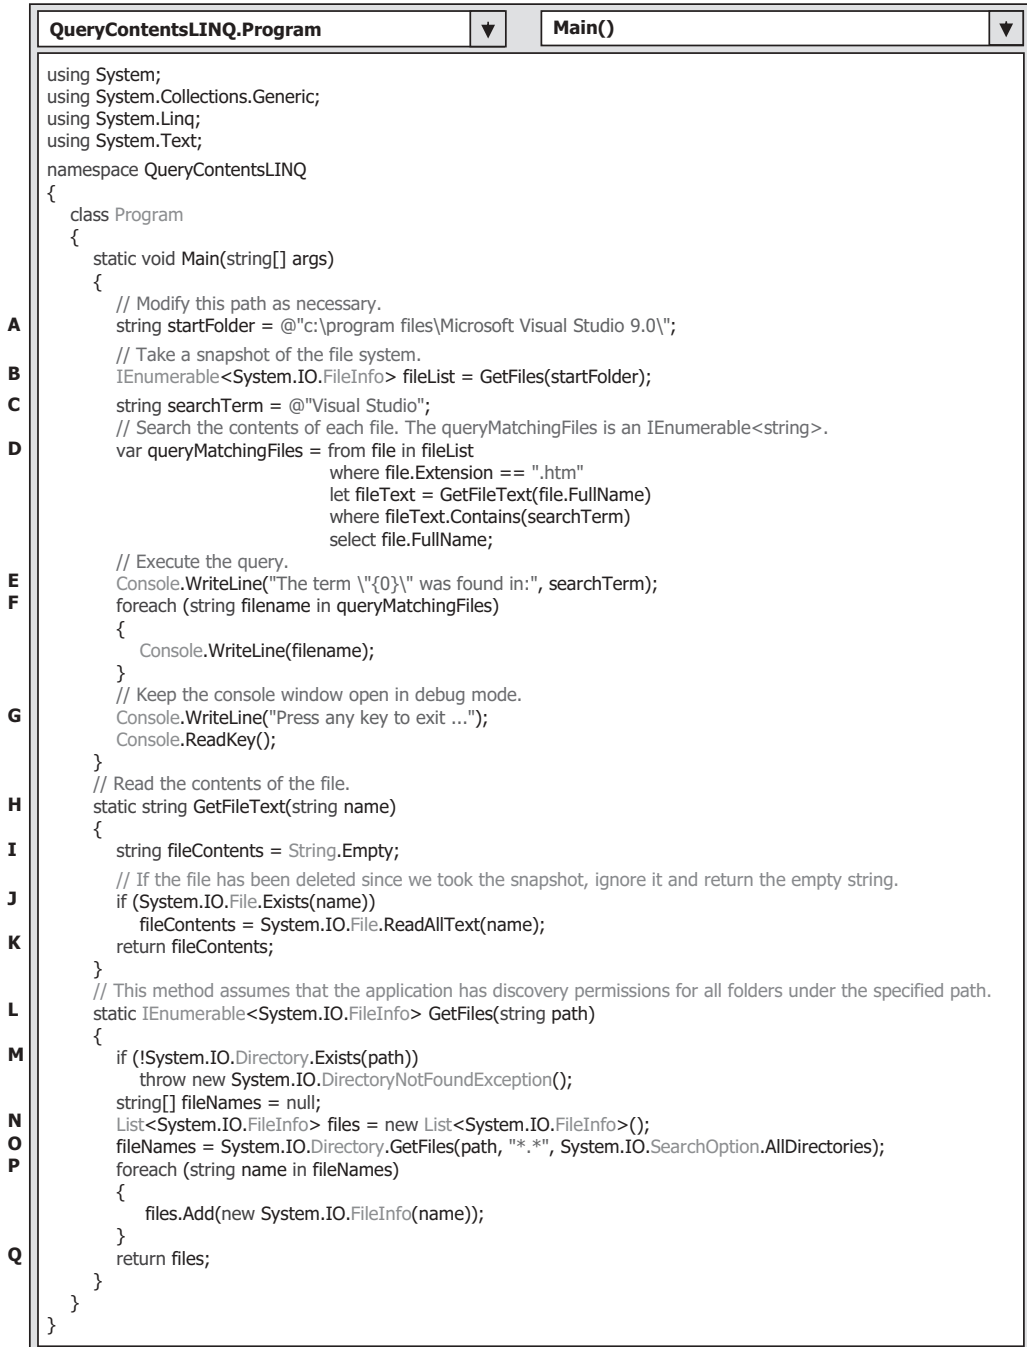 QueryContentsLINQ.Program Main()
using System;
using System.Collections.Generic;
using System.Linq;
using System.Text;
namespace QueryContentsLINQ
{
class Program
{
static void Main(string[] args)
{
// Modify this path as necessary.
A string startFolder = @"c:\program files\Microsoft Visual Studio 9.0\";
// Take a snapshot of the file system.
B IEnumerable<System.IO.FileInfo> fileList = GetFiles(startFolder);
C string searchTerm = @"Visual Studio";
// Search the contents of each file. The queryMatchingFiles is an IEnumerable<string>.
D var queryMatchingFiles = from file in fileList
where file.Extension == ".htm"
let fileText = GetFileText(file.FullName)
where fileText.Contains(searchTerm)
select file.FullName;
// Execute the query.
E Console.WriteLine("The term \"{0}\" was found in:", searchTerm);
F foreach (string filename in queryMatchingFiles)
{
Console.WriteLine(filename);
}
// Keep the console window open in debug mode.
G Console.WriteLine("Press any key to exit ...");
Console.ReadKey();
}
// Read the contents of the file.
H static string GetFileText(string name)
{
I string fileContents = String.Empty;
// If the file has been deleted since we took the snapshot, ignore it and return the empty string.
J if (System.IO.File.Exists(name))
fileContents = System.IO.File.ReadAllText(name);
K return fileContents;
}
// This method assumes that the application has discovery permissions for all folders under the specified path.
L static IEnumerable<System.IO.FileInfo> GetFiles(string path)
{
M if (!System.IO.Directory.Exists(path))
throw new System.IO.DirectoryNotFoundException();
string[] fileNames = null;
N List<System.IO.FileInfo> files = new List<System.IO.FileInfo>();
O fileNames = System.IO.Directory.GetFiles(path, "*.*", System.IO.SearchOption.AllDirectories);
P foreach (string name in fileNames)
{
files.Add(new System.IO.FileInfo(name));
}
Q return files;
}
}
}